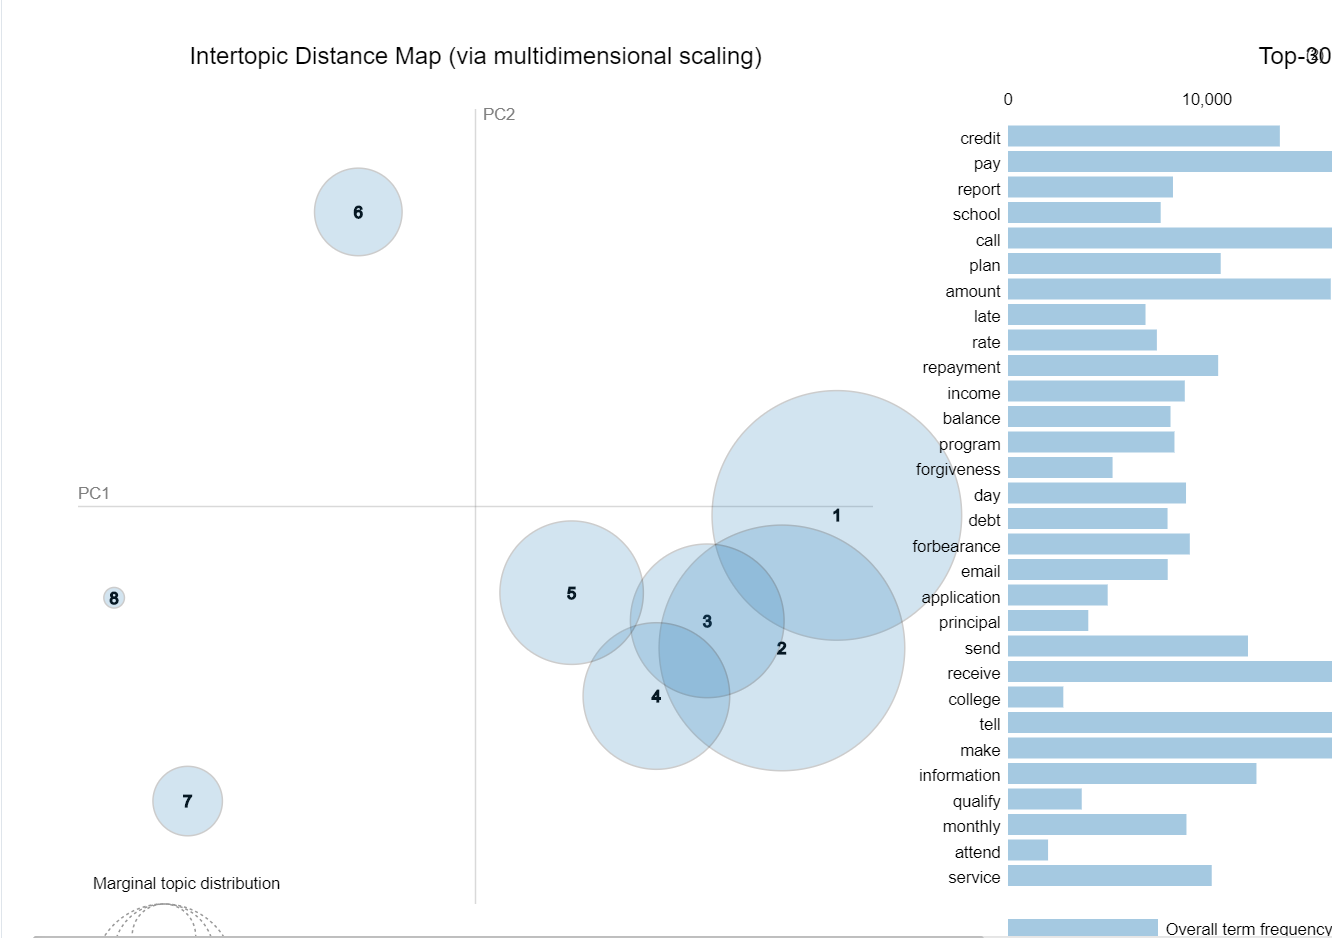 Intertopic Distance Map (via multidimensional scaling)
Top-30
PC2
PC1
6
1
5
3
2
4
8
7
Marginal topic distribution
0
10,000
credit
pay
report
school
call
plan
amount
late
rate
repayment
income
balance
program
forgiveness
day
debt
forbearance
email
application
principal
send
receive
college
tell
make
information
qualify
monthly
attend
service
Overall term frequency